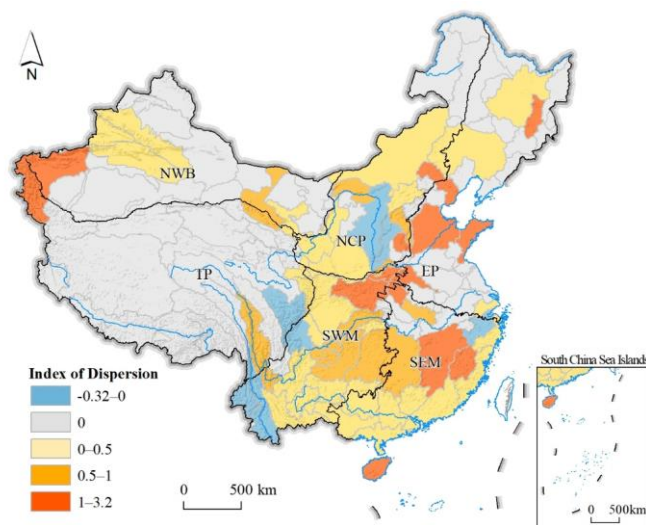 N
NWB
NCP
TP
EP
SWM
SEM
Index of Dispersion
-0.32–0
0
0–0.5
0.5–1
1–3.2
0 500 km
South China Sea Islands
0 500km